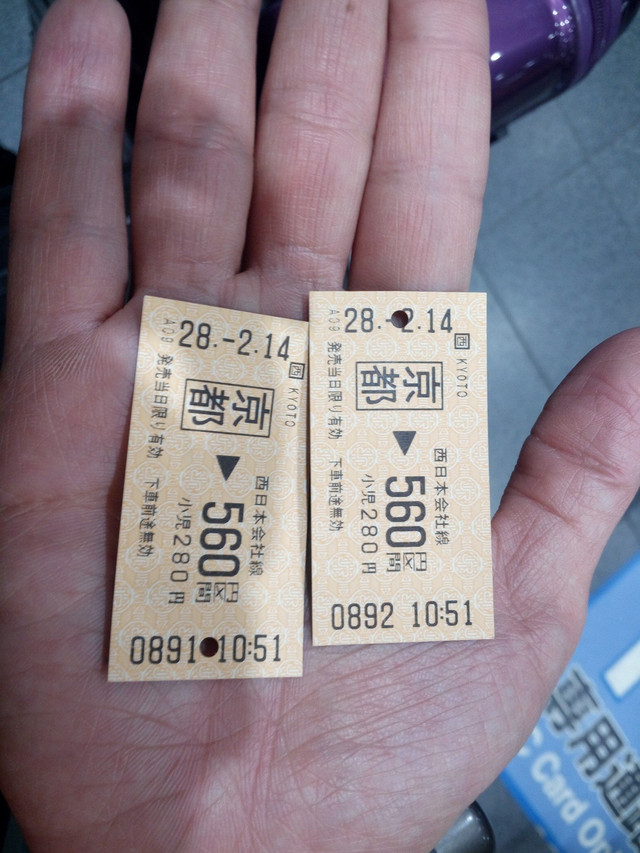 28.-2.14
西 KYOTO
京都
▶
西日本会社線
560円区間
小児280円
A09 発売当日限り有効 下車前途無効
0891 10:51
28.-2.14
西 KYOTO
京都
▶
西日本会社線
560円区間
小児280円
A09 発売当日限り有効 下車前途無効
0892 10:51
専用通
C Card On